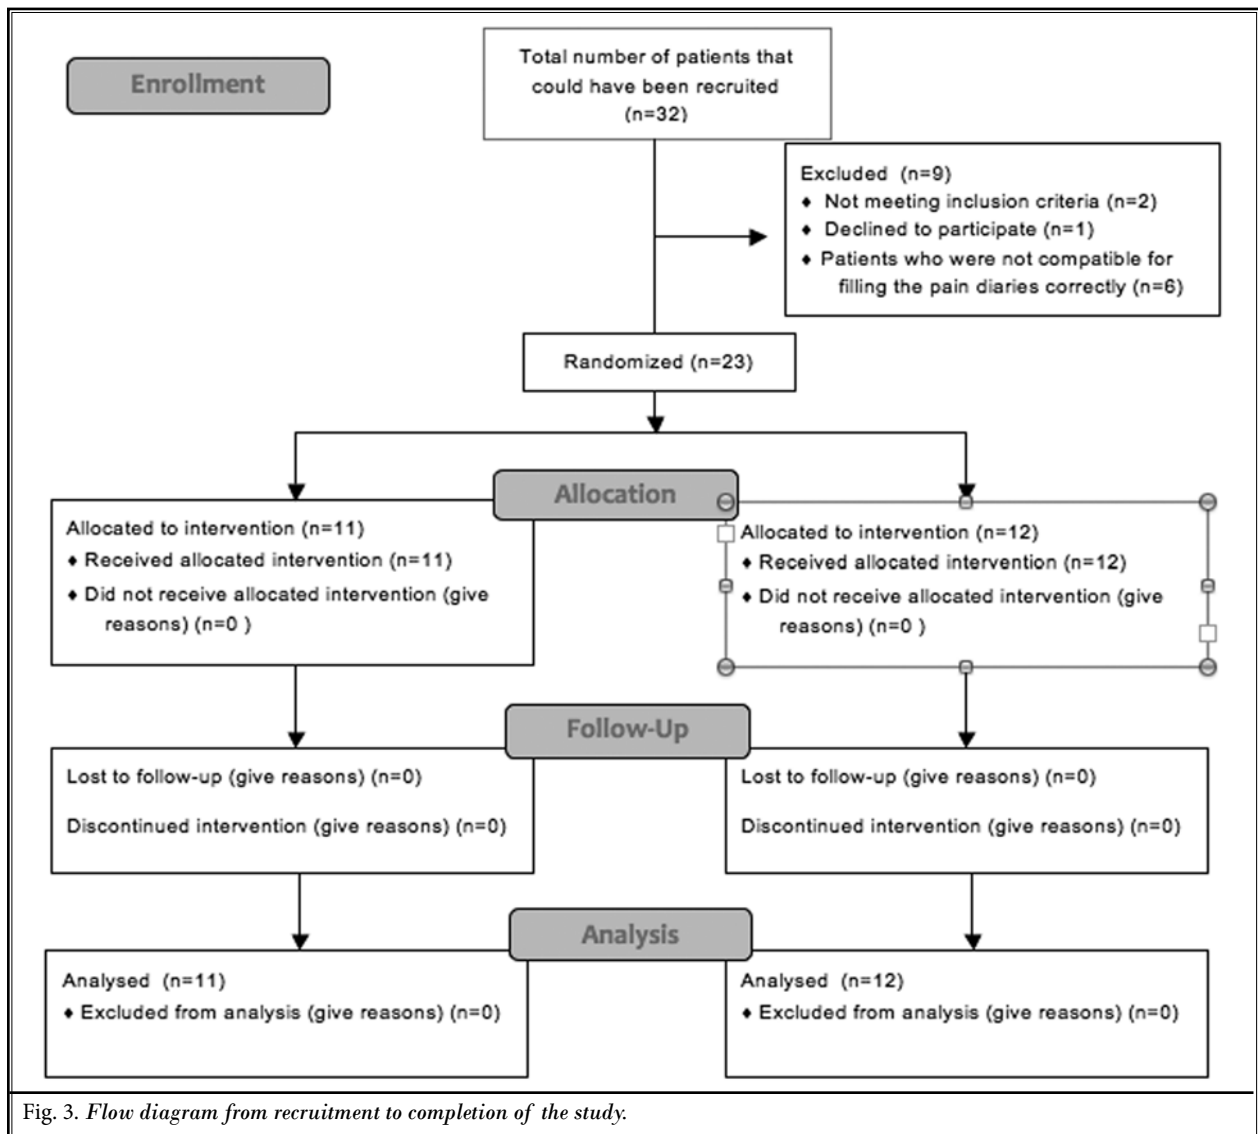 Enrollment
Total number of patients that
could have been recruited
(n=32)
Excluded (n=9)
♦ Not meeting inclusion criteria (n=2)
♦ Declined to participate (n=1)
♦ Patients who were not compatible for
filling the pain diaries correctly (n=6)
Randomized (n=23)
Allocation
Allocated to intervention (n=11)
♦ Received allocated intervention (n=11)
♦ Did not receive allocated intervention (give
reasons) (n=0 )
Allocated to intervention (n=12)
♦ Received allocated intervention (n=12)
♦ Did not receive allocated intervention (give
reasons) (n=0 )
Follow-Up
Lost to follow-up (give reasons) (n=0)
Discontinued intervention (give reasons) (n=0)
Lost to follow-up (give reasons) (n=0)
Discontinued intervention (give reasons) (n=0)
Analysis
Analysed (n=11)
♦ Excluded from analysis (give reasons) (n=0)
Analysed (n=12)
♦ Excluded from analysis (give reasons) (n=0)
Fig. 3. Flow diagram from recruitment to completion of the study.